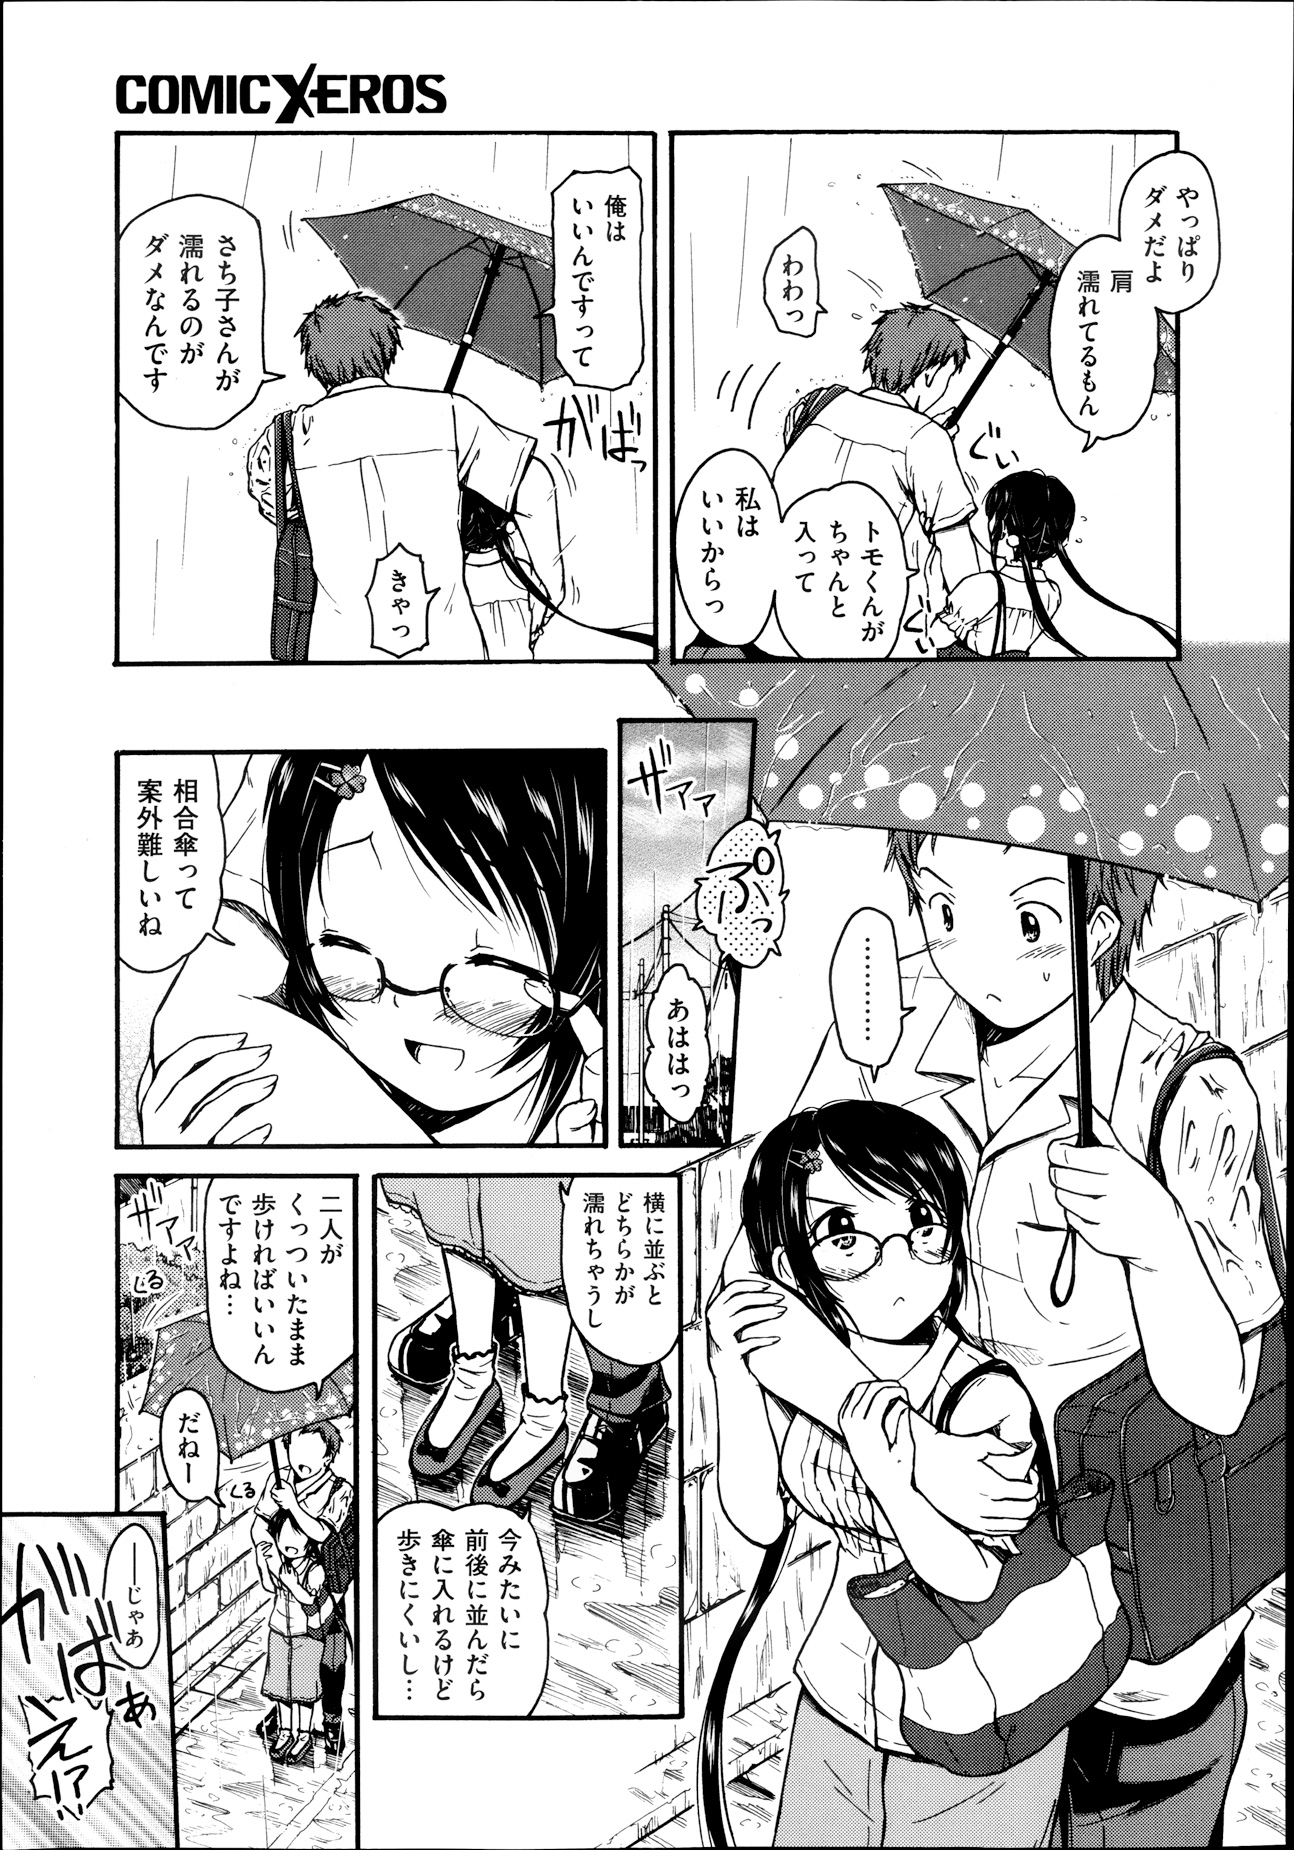 COMIC XEROS
やっぱり
ダメだよ
肩
濡れてるもん
わわっ
ぐいっ
トモくんが
ちゃんと
入って
私は
いいからっ
ぐいぐい
俺は
いいんですって
がばっ
さち子さんが
濡れるのが
ダメなんです
きゃっ
…………
ザァァァ
ぷっ
あははっ
相合傘って
案外難しいね
横に並ぶと
どちらかが
濡れちゃうし
今みたいに
前後に並んだら
傘に入れるけど
歩きにくいし…
二人が
くっついたまま
歩ければいいん
ですよね…
ザァァァ
くる
だねー
くる
──じゃあ
がばぁ
えァ!?